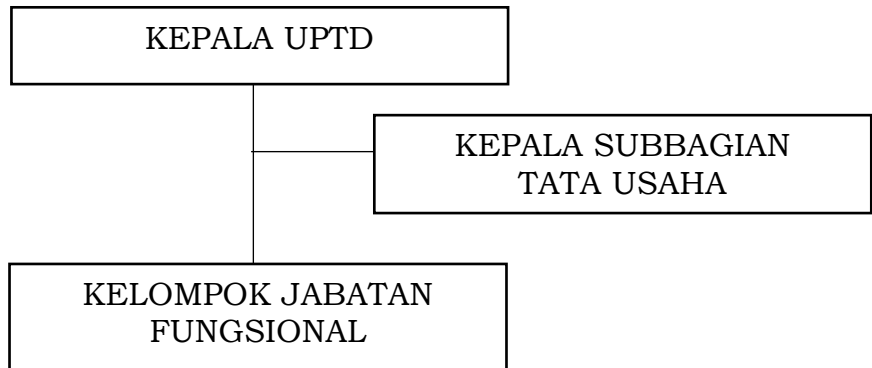 KEPALA UPTD
KEPALA SUBBAGIAN
TATA USAHA
KELOMPOK JABATAN
FUNGSIONAL